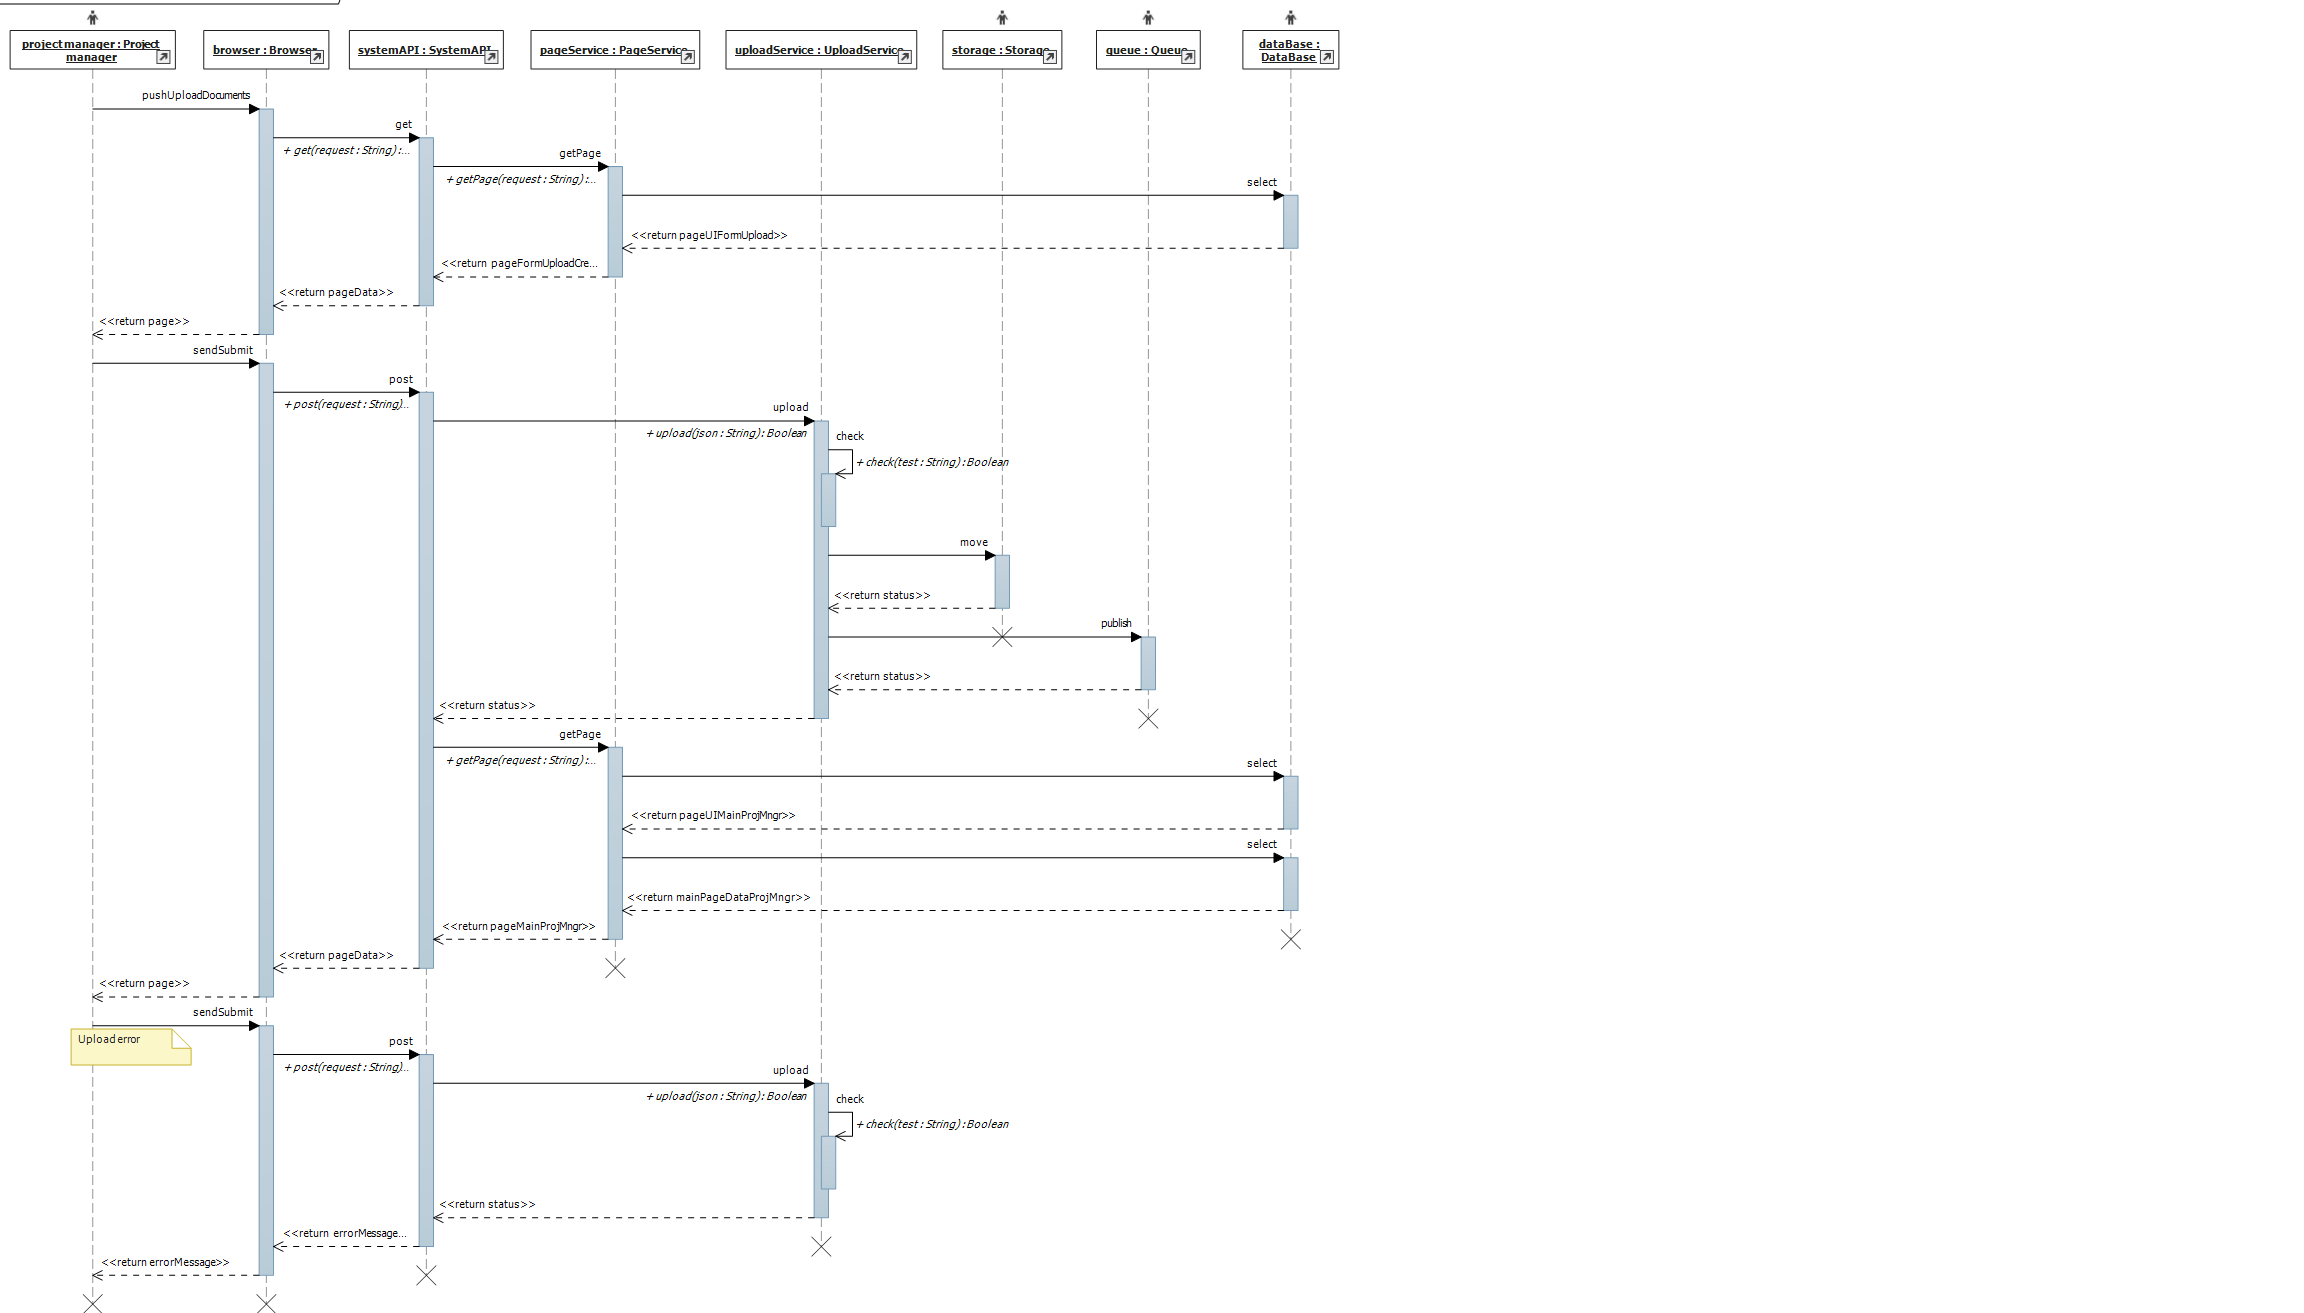 project manager : Project
manager
browser : Browser
systemAPI : SystemAPI
pageService : PageService
uploadService : UploadService
storage : Storage
queue : Queue
dataBase :
DataBase
pushUploadDocuments
get
+ get(request : String) :...
getPage
+ getPage(request : String) :...
select
<<return pageUIFormUpload>>
<<return pageFormUploadCre...
<<return pageData>>
<<return page>>
sendSubmit
post
+ post(request : String)...
upload
+ upload(json : String) : Boolean
check
+ check(test : String) : Boolean
move
<<return status>>
publish
<<return status>>
<<return status>>
getPage
+ getPage(request : String) :...
select
<<return pageUIMainProjMngr>>
select
<<return mainPageDataProjMngr>>
<<return pageMainProjMngr>>
<<return pageData>>
<<return page>>
sendSubmit
Upload error
post
+ post(request : String)...
upload
+ upload(json : String) : Boolean
check
+ check(test : String) : Boolean
<<return status>>
<<return errorMessage...
<<return errorMessage>>